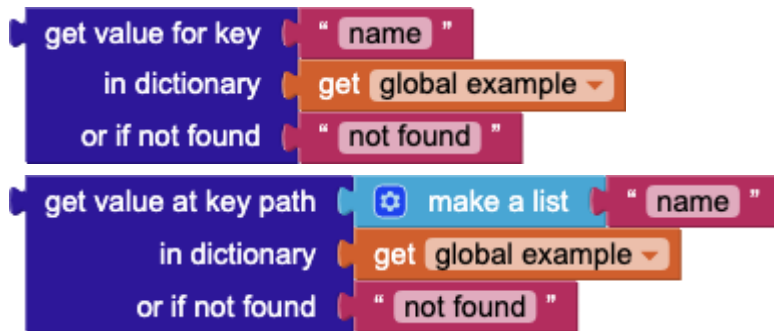 get value for key " name "
in dictionary get global example
or if not found " not found "
get value at key path make a list " name "
in dictionary get global example
or if not found " not found "